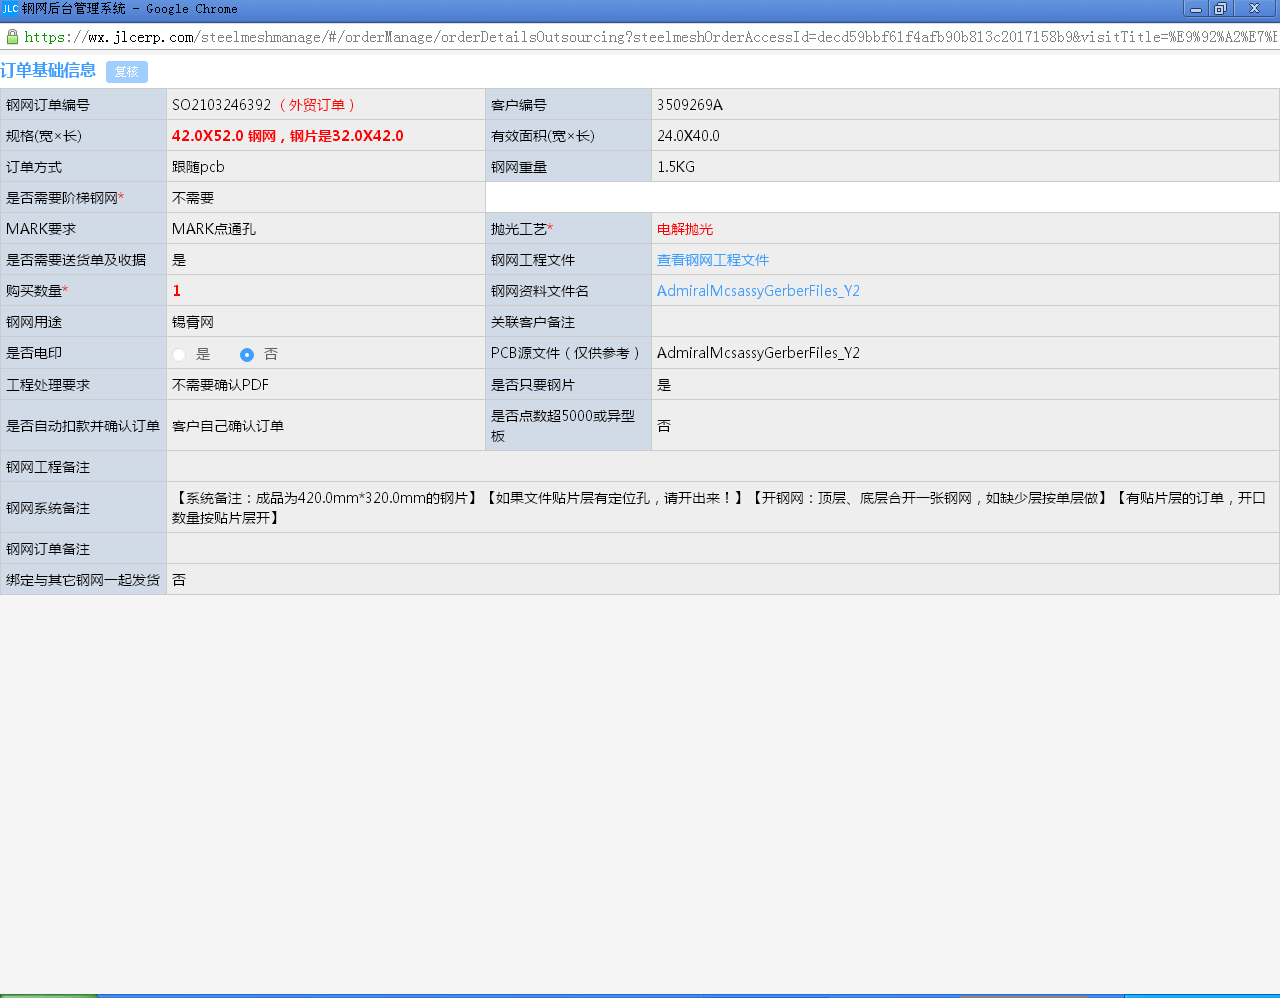 JLC 钢网后台管理系统 - Google Chrome
https://wx.jlcerp.com/steelmeshmanage/#/orderManage/orderDetailsOutsourcing?steelmeshOrderAccessId=decd59bbf61f4afb90b813c2017158b9&visitTitle=%E9%92%A2%E7%
订单基础信息 复核
钢网订单编号 SO2103246392（外贸订单） 客户编号 3509269A
规格(宽×长) 42.0X52.0 钢网，钢片是32.0X42.0 有效面积(宽×长) 24.0X40.0
订单方式 跟随pcb 钢网重量 1.5KG
是否需要阶梯钢网* 不需要
MARK要求 MARK点通孔 抛光工艺* 电解抛光
是否需要送货单及收据 是 钢网工程文件 查看钢网工程文件
购买数量* 1 钢网资料文件名 AdmiralMcsassyGerberFiles_Y2
钢网用途 锡膏网 关联客户备注
是否电印 是 否 PCB源文件（仅供参考） AdmiralMcsassyGerberFiles_Y2
工程处理要求 不需要确认PDF 是否只要钢片 是
是否自动扣款并确认订单 客户自己确认订单 是否点数超5000或异型
板 否
钢网工程备注
钢网系统备注 【系统备注：成品为420.0mm*320.0mm的钢片】【如果文件贴片层有定位孔，请开出来！】【开钢网：顶层、底层合开一张钢网，如缺少层按单层做】【有贴片层的订单，开口
数量按贴片层开】
钢网订单备注
绑定与其它钢网一起发货 否